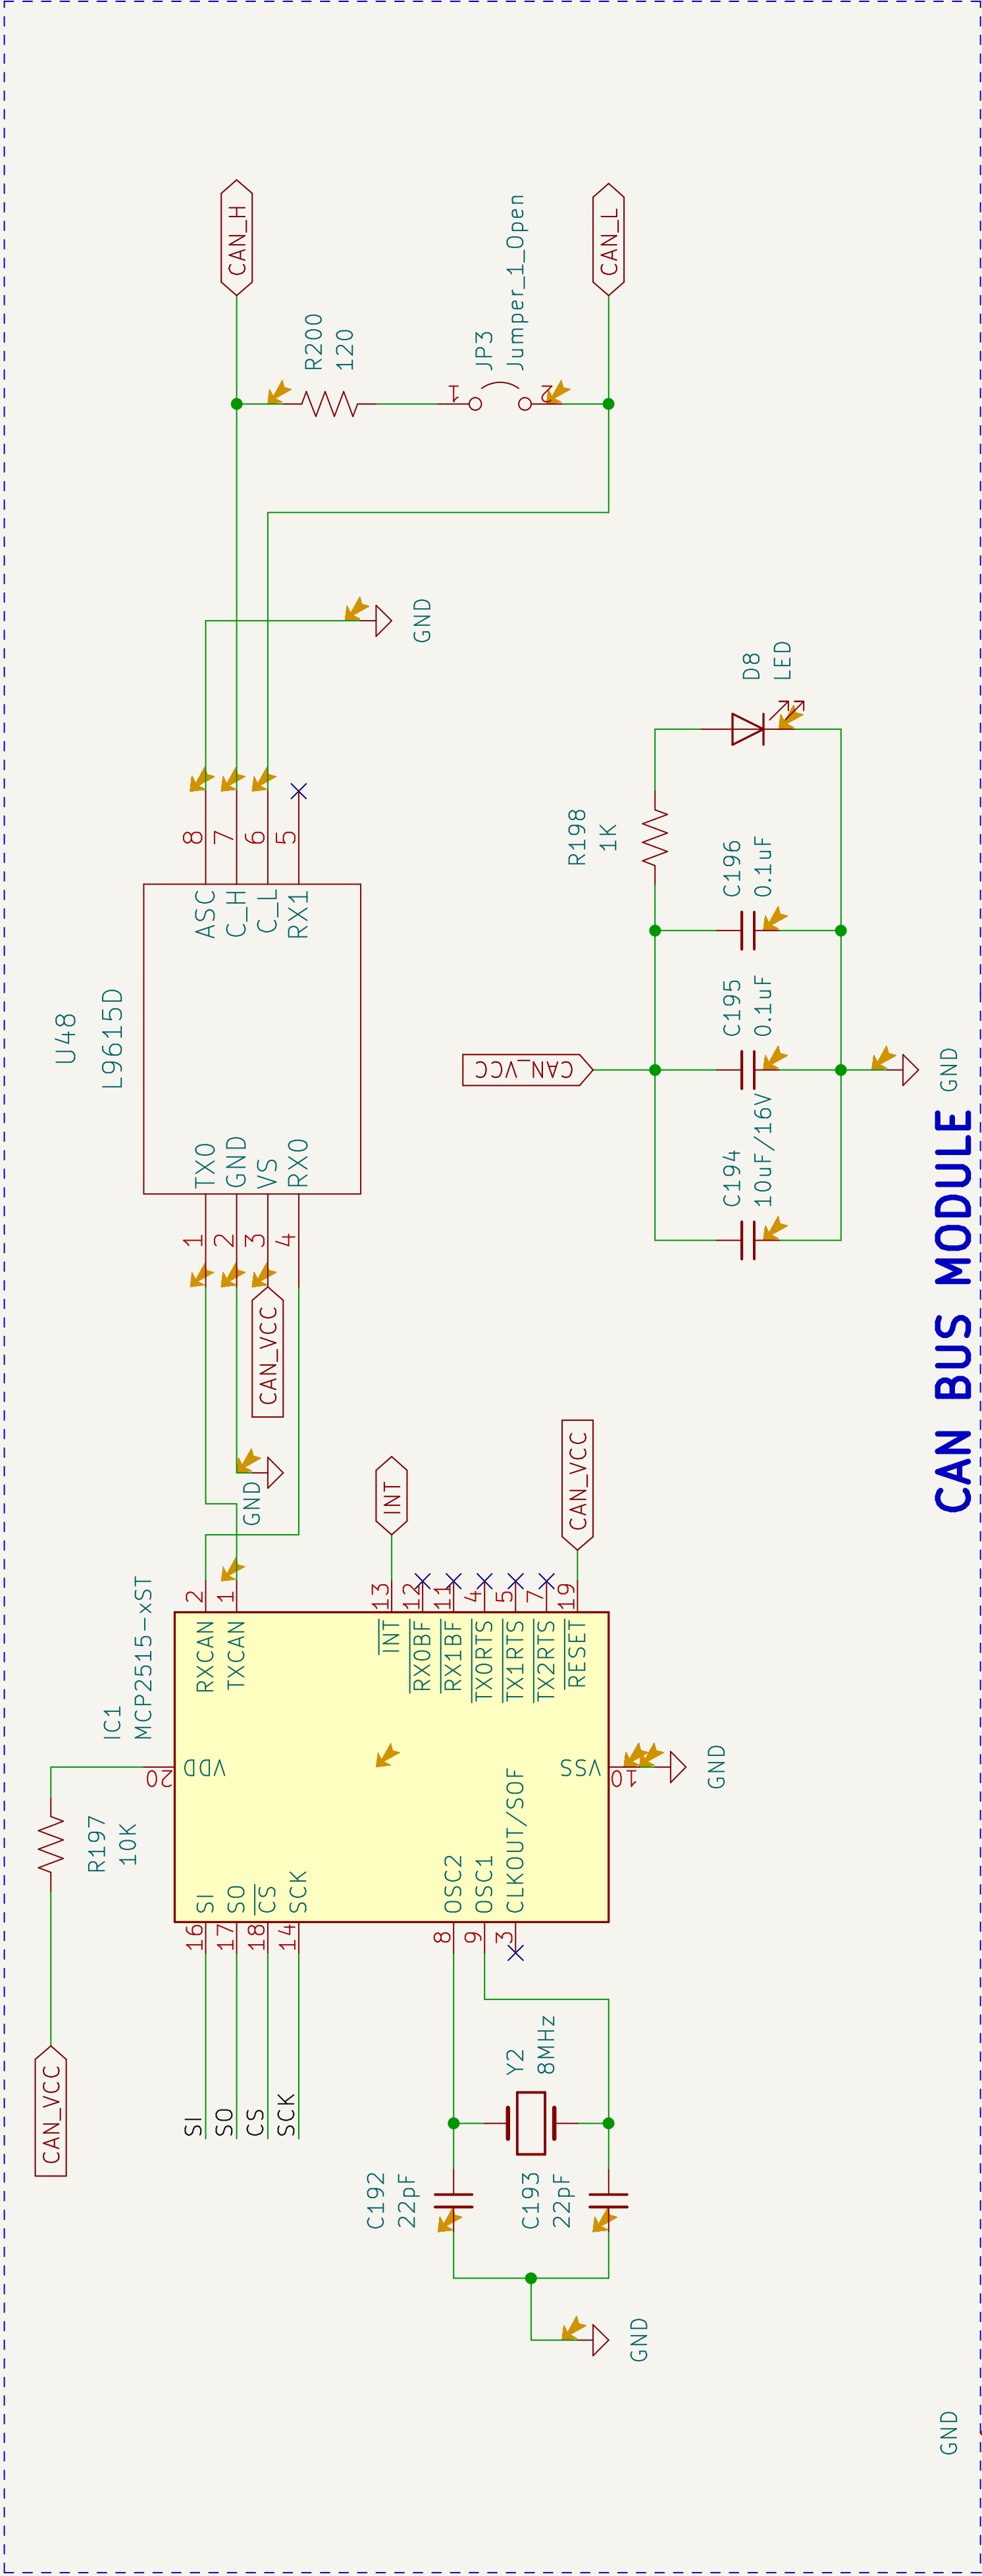 CAN_H
CAN_L
R200
120
JP3
Jumper_1_Open
1
2
GND
D8
LED
8
7
6
5
ASC
C_H
C_L
RX1
U48
L9615D
TX0
GND
VS
RX0
1
2
3
4
R198
1K
C196
0.1uF
C195
0.1uF
C194
10uF/16V
CAN_VCC
GND
CAN BUS MODULE
CAN_VCC
GND
INT
CAN_VCC
IC1
MCP2515-xST
2
1
13
12
11
4
5
7
19
RXCAN
TXCAN
INT
RX0BF
RX1BF
TX0RTS
TX1RTS
TX2RTS
RESET
VDD
20
VSS
10
GND
R197
10K
SI
SO
CS
SCK
OSC2
OSC1
CLKOUT/SOF
16
17
18
14
8
9
3
CAN_VCC
SI
SO
CS
SCK
Y2
8MHz
C192
22pF
C193
22pF
GND
GND